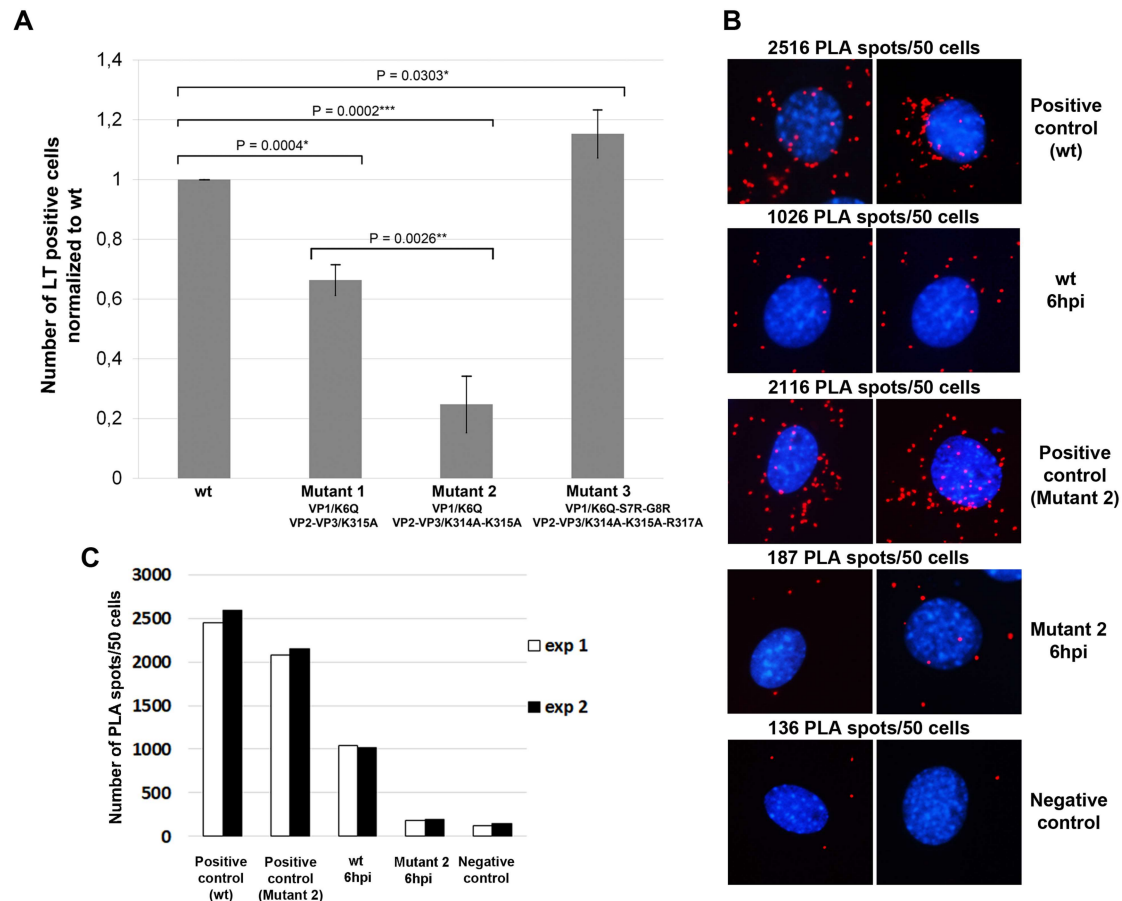 A
1,4
1,2
1
0,8
0,6
0,4
0,2
0
Number of LT positive cells
normalized to wt
P = 0.0303*
P = 0.0002***
P = 0.0004*
P = 0.0026**
wt
Mutant 1
VP1/K6Q
VP2-VP3/K315A
Mutant 2
VP1/K6Q
VP2-VP3/K314A-K315A
Mutant 3
VP1/K6Q-S7R-G8R
VP2-VP3/K314A-K315A-R317A
B
2516 PLA spots/50 cells
Positive
control
(wt)
1026 PLA spots/50 cells
wt
6hpi
2116 PLA spots/50 cells
Positive
control
(Mutant 2)
187 PLA spots/50 cells
Mutant 2
6hpi
136 PLA spots/50 cells
Negative
control
C
3000
2500
2000
1500
1000
500
0
Number of PLA spots/50 cells
exp 1
exp 2
Positive
control
(wt)
Positive
control
(Mutant 2)
wt
6hpi
Mutant 2
6hpi
Negative
control